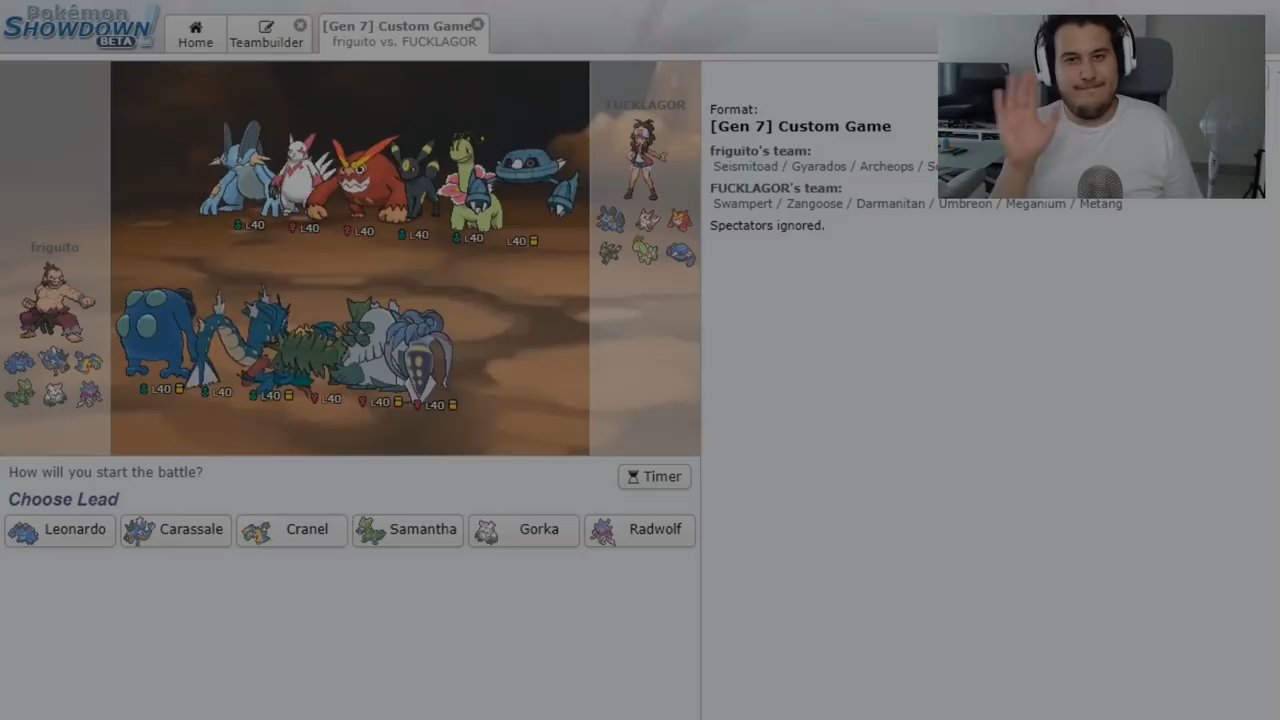 Pokémon
SHOWDOWN!
BETA
Home
Teambuilder
[Gen 7] Custom Game
friguito vs. FUCKLAGOR
FUCKLAGOR
friguito
L40
L40
L40
L40
L40
L40
L40
L40
L40
L40
L40
L40
Format:
[Gen 7] Custom Game
friguito's team:
Seismitoad / Gyarados / Archeops /
FUCKLAGOR's team:
Swampert / Zangoose / Darmanitan / Umbreon / Meganium / Metang
Spectators ignored.
How will you start the battle?
Timer
Choose Lead
Leonardo
Carassale
Cranel
Samantha
Gorka
Radwolf